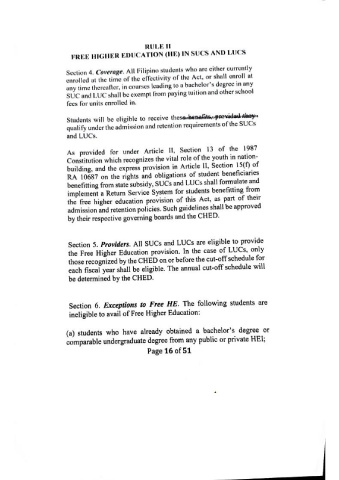 RULE II
FREE HIGHER EDUCATION (HE) IN SUCS AND LUCS
Section 4. Coverage. All Filipino students who are either currently
enrolled at the time of the effectivity of the Act, or shall enroll at
any time thereafter, in courses leading to a bachelor's degree in any
SUC and LUC shall be exempt from paying tuition and other school
fees for units enrolled in.
Students will be eligible to receive these benefits, provided they
qualify under the admission and retention requirements of the SUCs
and LUCs.
As provided for under Article II, Section 13 of the 1987
Constitution which recognizes the vital role of the youth in nation-
building, and the express provision in Article II, Section 15(f) of
RA 10687 on the rights and obligations of student beneficiaries
benefitting from state subsidy, SUCs and LUCs shall formulate and
implement a Return Service System for students benefitting from
the free higher education provision of this Act, as part of their
admission and retention policies. Such guidelines shall be approved
by their respective governing boards and the CHED.
Section 5. Providers. All SUCs and LUCs are eligible to provide
the Free Higher Education provision. In the case of LUCs, only
those recognized by the CHED on or before the cut-off schedule for
each fiscal year shall be eligible. The annual cut-off schedule will
be determined by the CHED.
Section 6. Exceptions to Free HE. The following students are
ineligible to avail of Free Higher Education:
(a) students who have already obtained a bachelor's degree or
comparable undergraduate degree from any public or private HEI;
Page 16 of 51